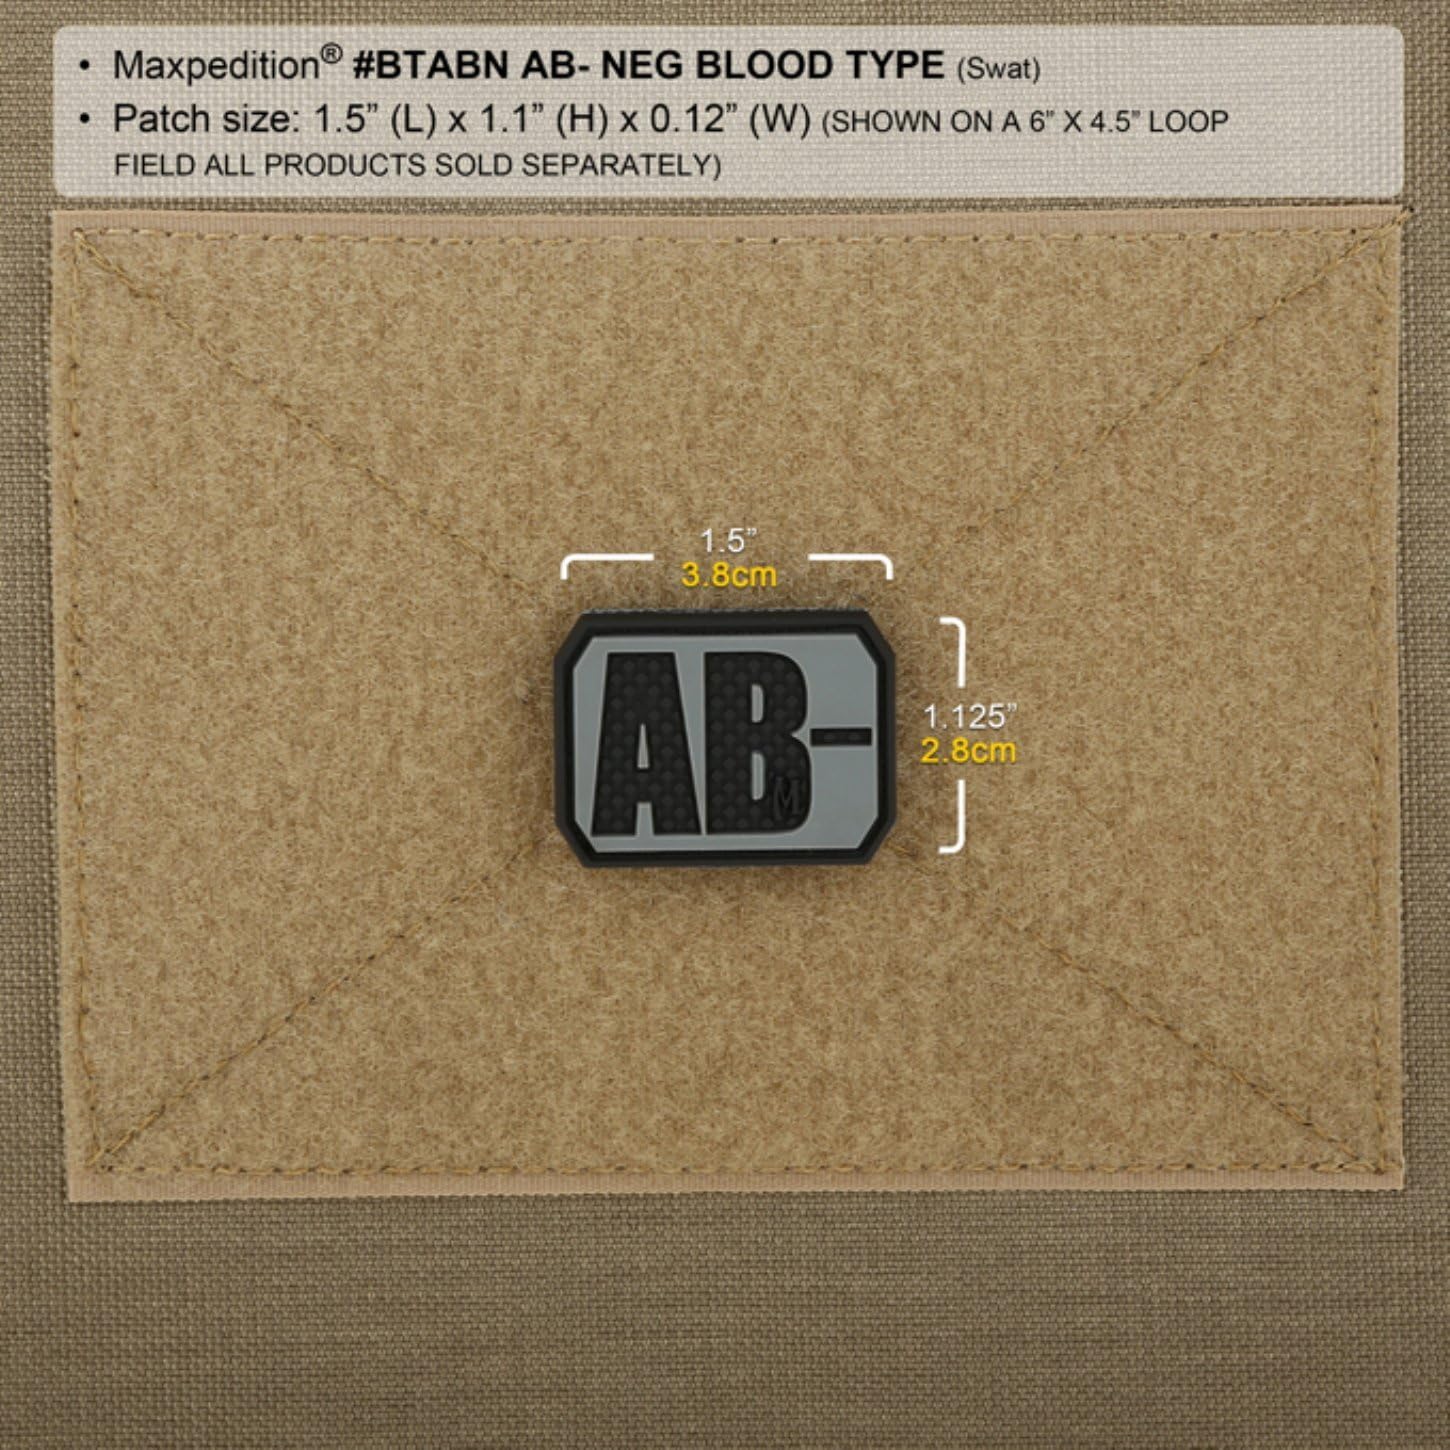 • Maxpedition® #BTABN AB- NEG BLOOD TYPE (Swat)
• Patch size: 1.5” (L) x 1.1” (H) x 0.12” (W) (SHOWN ON A 6” X 4.5” LOOP
FIELD ALL PRODUCTS SOLD SEPARATELY)
1.5”
3.8cm
AB-
M
1.125”
2.8cm